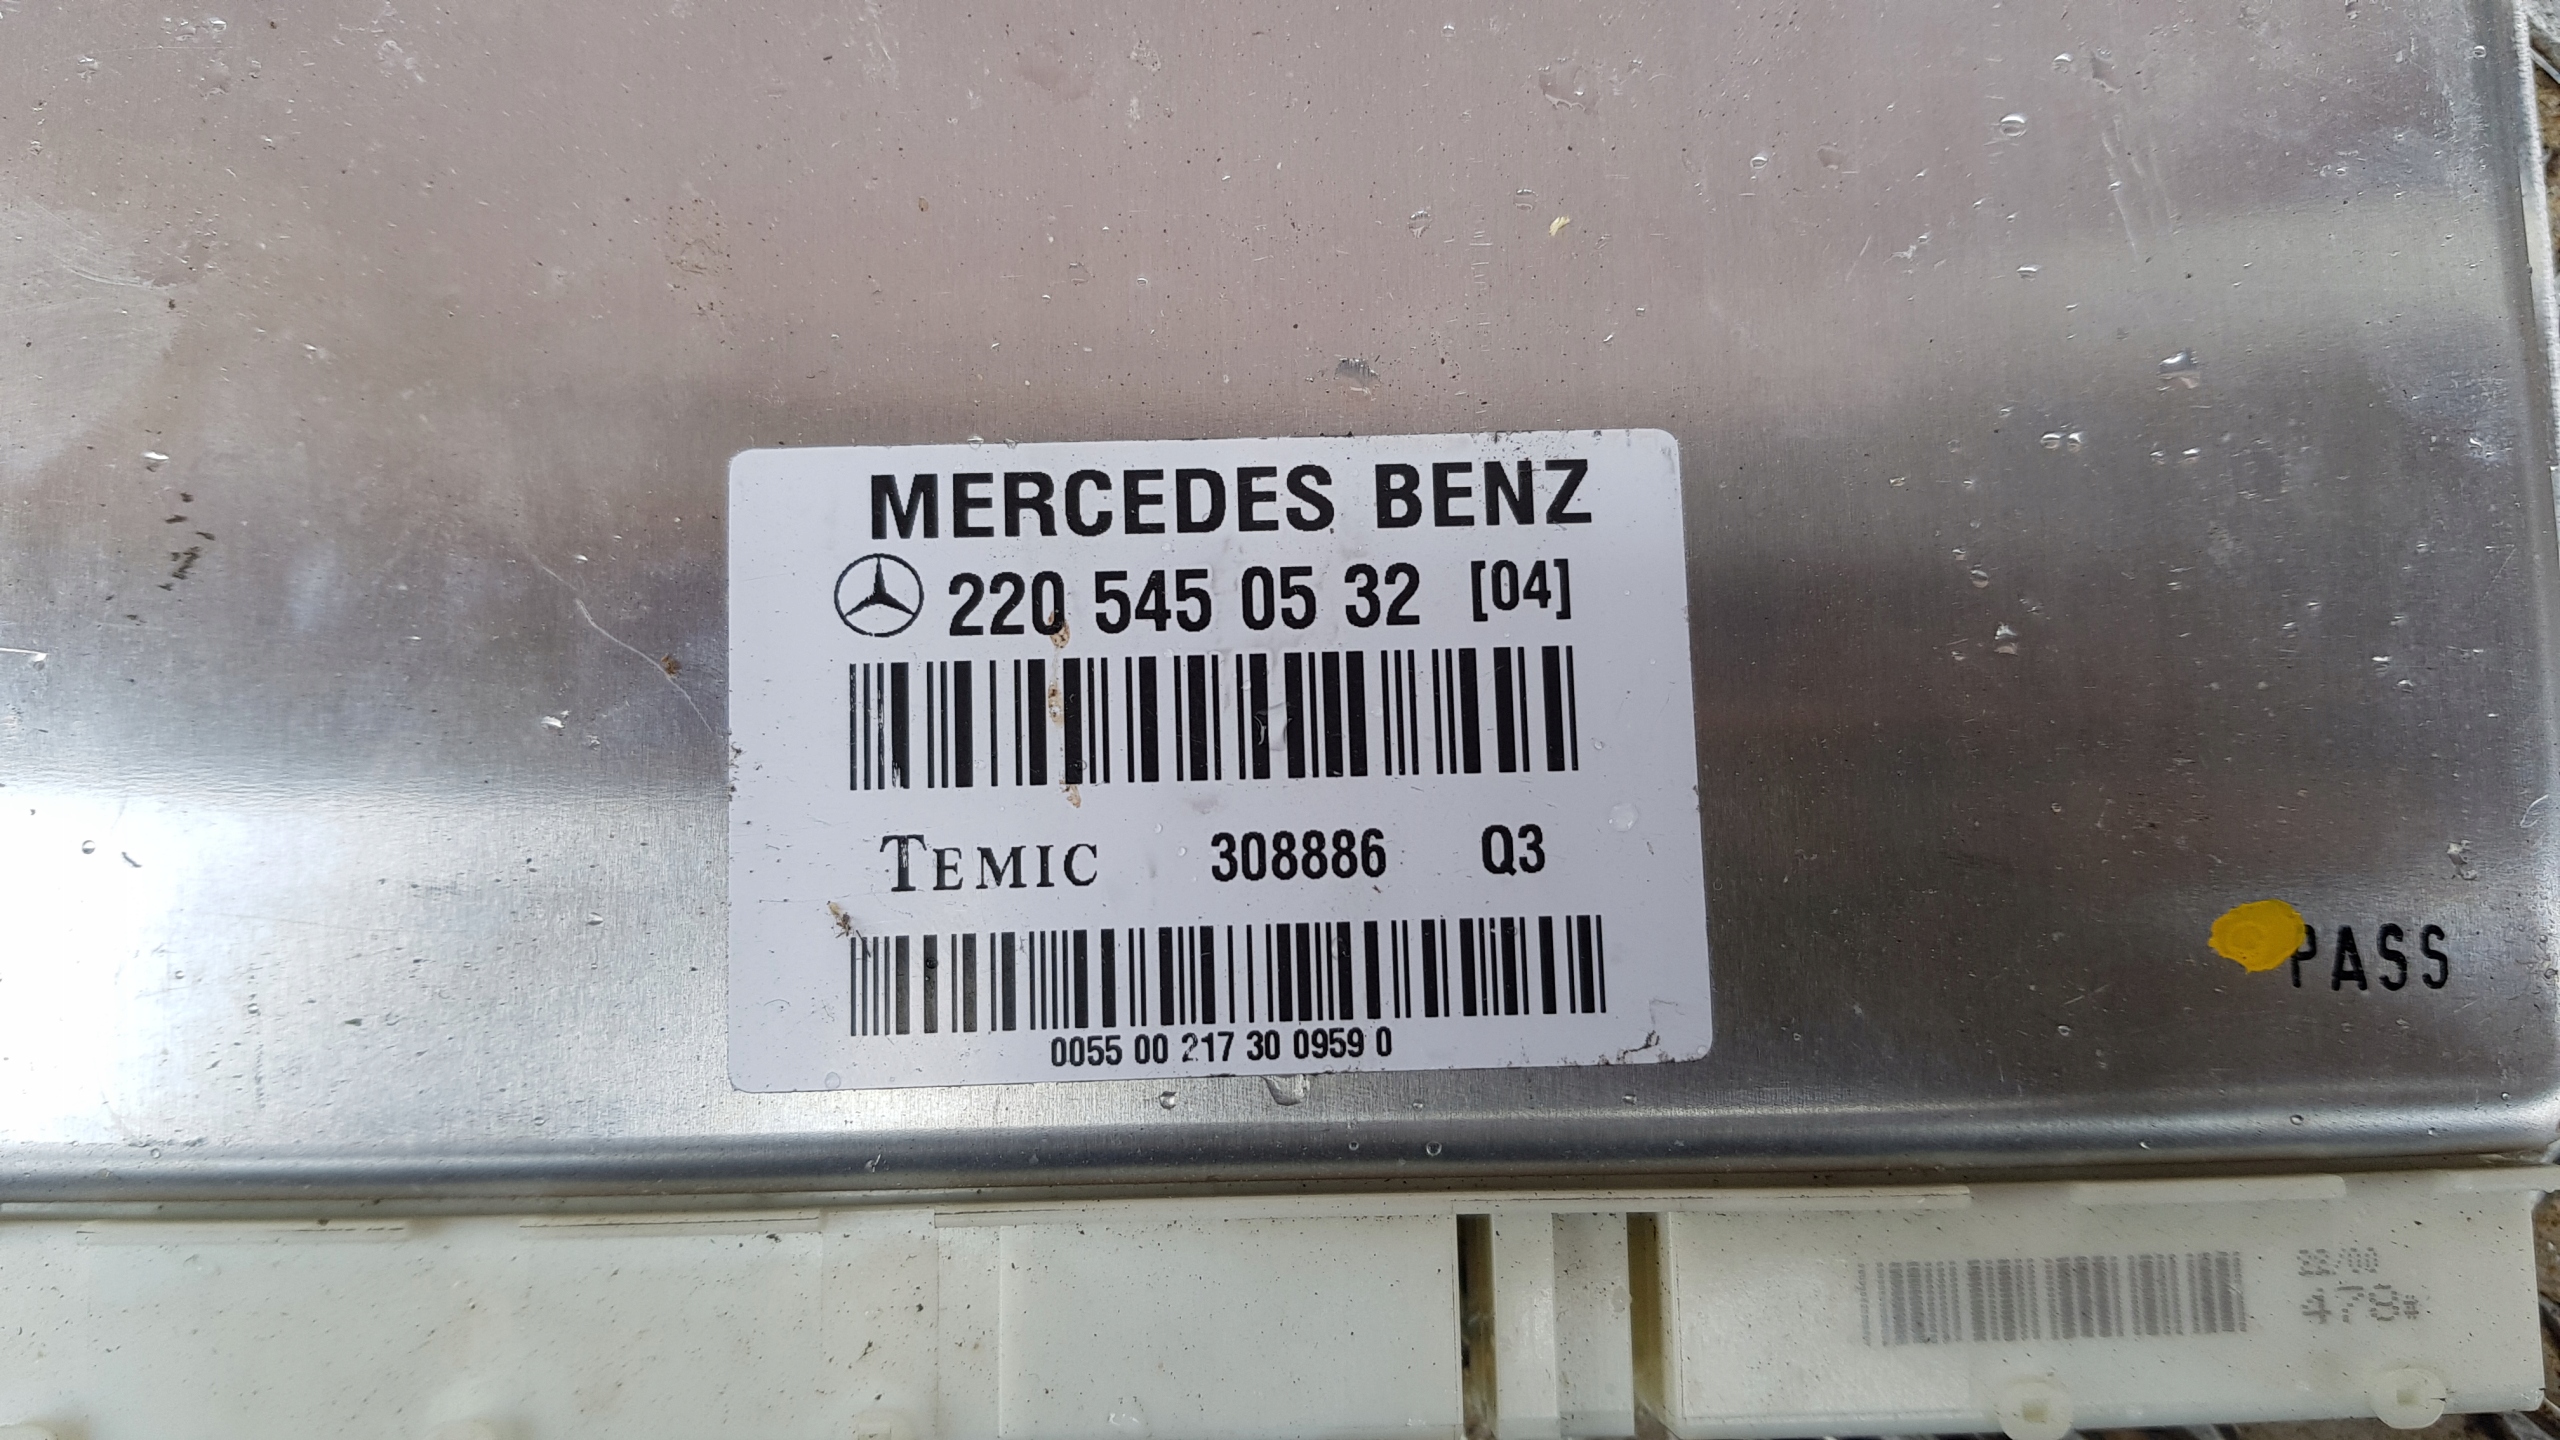 MERCEDES BENZ
220 545 05 32 [04]
TEMIC 308886 Q3
0055 00 217 30 0959 0
PASS